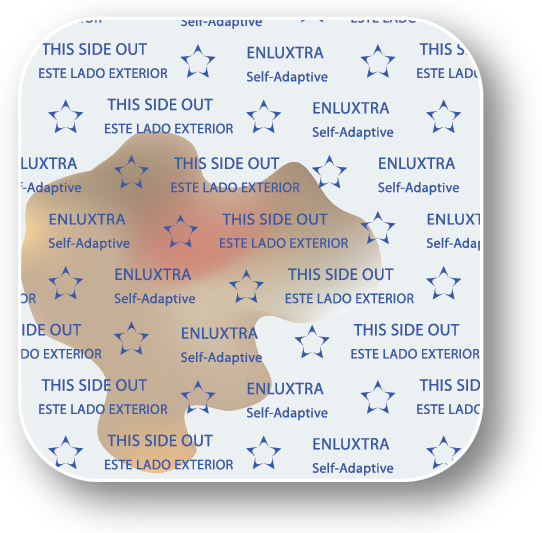 Self-Adaptive
THIS SIDE OUT
ESTE LADO EXTERIOR
ENLUXTRA
Self-Adaptive
THIS S
ESTE LADO
THIS SIDE OUT
ESTE LADO EXTERIOR
ENLUXTRA
Self-Adaptive
LUXTRA
f-Adaptive
THIS SIDE OUT
ESTE LADO EXTERIOR
ENLUXTRA
Self-Adaptive
ENLUXTRA
Self-Adaptive
THIS SIDE OUT
ESTE LADO EXTERIOR
ENLUXT
Self-Adap
OR
ENLUXTRA
Self-Adaptive
THIS SIDE OUT
ESTE LADO EXTERIOR
IDE OUT
DO EXTERIOR
ENLUXTRA
Self-Adaptive
THIS SIDE OUT
ESTE LADO EXTERIOR
THIS SIDE OUT
ESTE LADO EXTERIOR
ENLUXTRA
Self-Adaptive
THIS SID
ESTE LADO
THIS SIDE OUT
ESTE LADO EXTERIOR
ENLUXTRA
Self-Adaptive